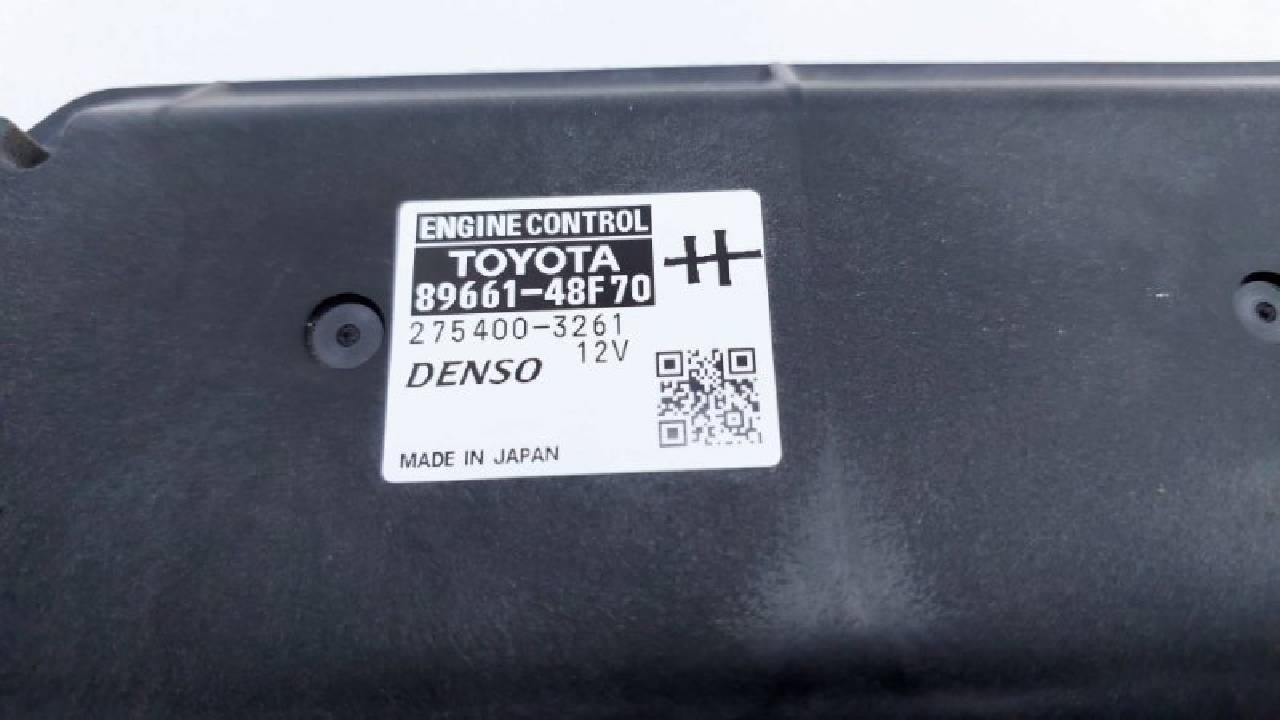 ENGINE CONTROL
TOYOTA
89661-48F70
275400-3261
12V
DENSO
MADE IN JAPAN